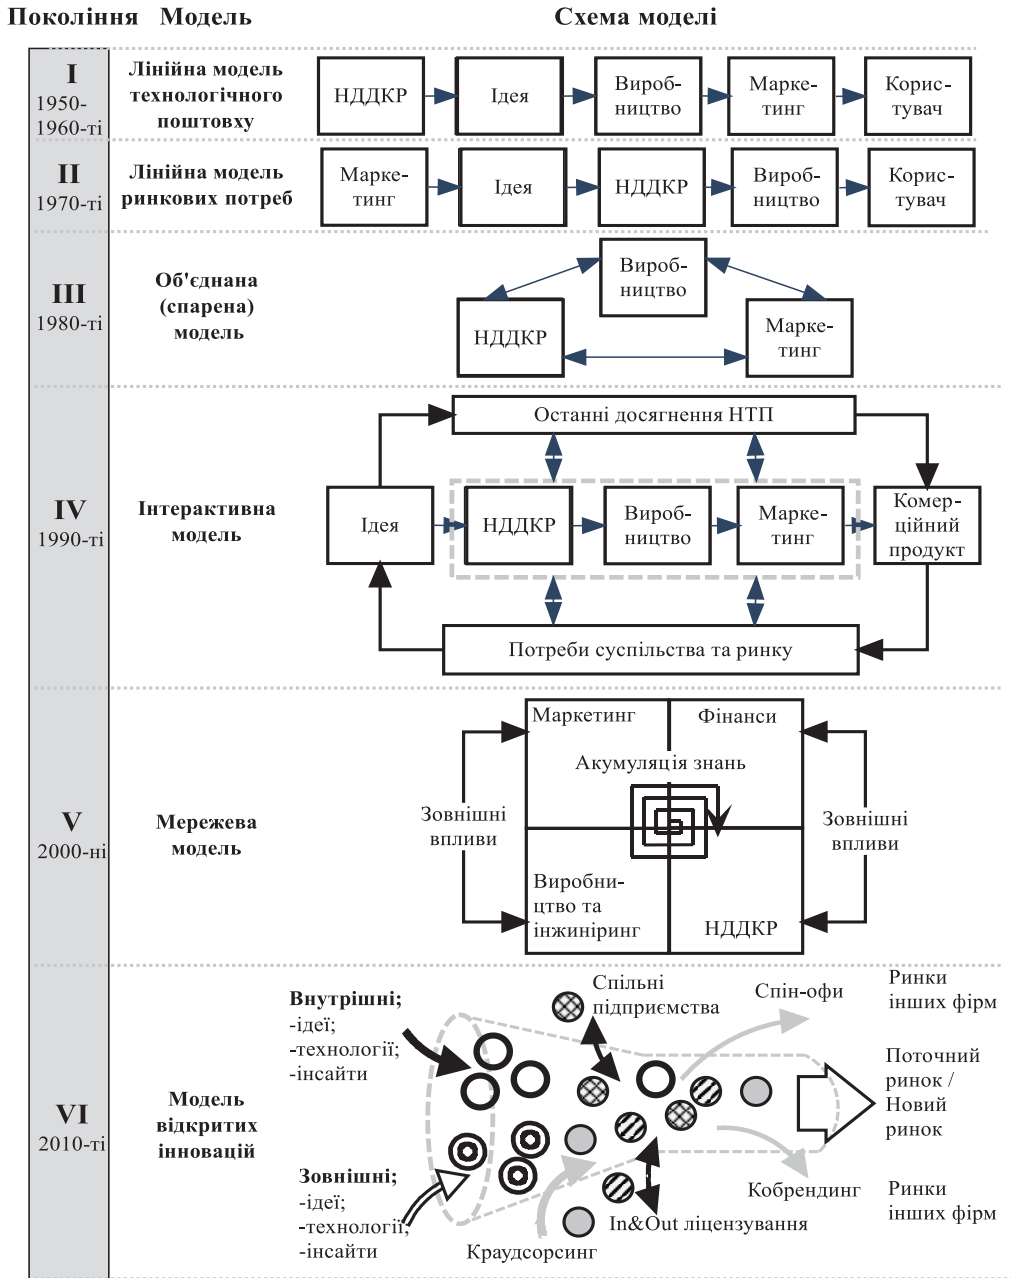 Покоління Модель Схема моделі
I
1950-
1960-ті
Лінійна модель
технологічного
поштовху
НДДКР
Ідея
Вироб-
ництво
Марке-
тинг
Корис-
тувач
II
1970-ті
Лінійна модель
ринкових потреб
Марке-
тинг
Ідея
НДДКР
Вироб-
ництво
Корис-
тувач
III
1980-ті
Об'єднана
(спарена)
модель
Вироб-
ництво
НДДКР
Марке-
тинг
IV
1990-ті
Інтерактивна
модель
Останні досягнення НТП
Ідея
НДДКР
Вироб-
ництво
Марке-
тинг
Комер-
ційний
продукт
Потреби суспільства та ринку
V
2000-ні
Мережева
модель
Зовнішні
впливи
Маркетинг
Фінанси
Акумуляція знань
Вироб­ни-
цтво та
інжиніринг
НДДКР
Зовнішні
впливи
VI
2010-ті
Модель
відкритих
інновацій
Внутрішні;
-ідеї;
-технології;
-інсайти
Зовнішні;
-ідеї;
-технології;
-інсайти
Спільні
підприємства
Спін-офи
Ринки
інших фірм
Поточний
ринок /
Новий
ринок
Кобрендинг
Ринки
інших фірм
In&Out ліцензування
Краудсорсинг